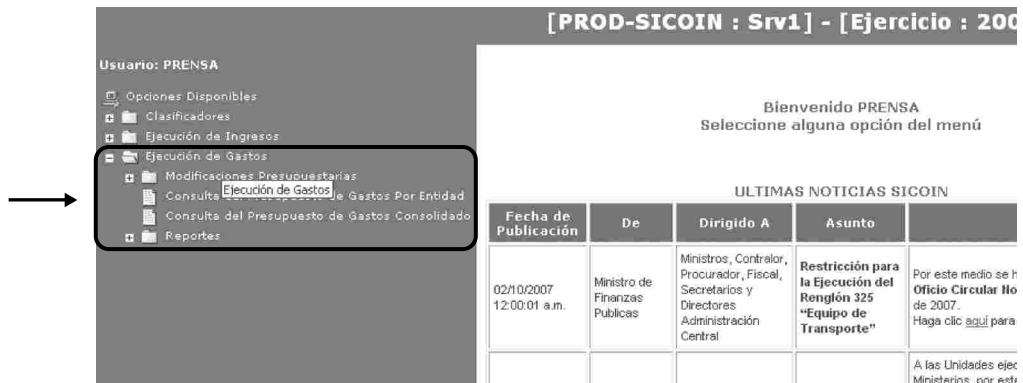 [PROD-SICOIN : Srv1] - [Ejercicio : 200
Usuario: PRENSA
Opciones Disponibles
Clasificadores
Ejecución de Ingresos
Ejecución de Gastos
Modificaciones Presupuestarias
Ejecución de Gastos
Consulta de Gastos Por Entidad
Consulta del Presupuesto de Gastos Consolidado
Reportes
Bienvenido PRENSA
Seleccione alguna opción del menú
ULTIMAS NOTICIAS SICOIN
Fecha de Publicación
De
Dirigido A
Asunto
02/10/2007
12:00:01 a.m.
Ministro de
Finanzas
Publicas
Ministros, Contralor,
Procurador, Fiscal,
Secretarios y
Directores
Administración
Central
Restricción para
la Ejecución del
Renglón 325
"Equipo de
Transporte"
Por este medio se h
Oficio Circular No
de 2007.
Haga clic aquí para
A las Unidades ejec
Ministerios, por este